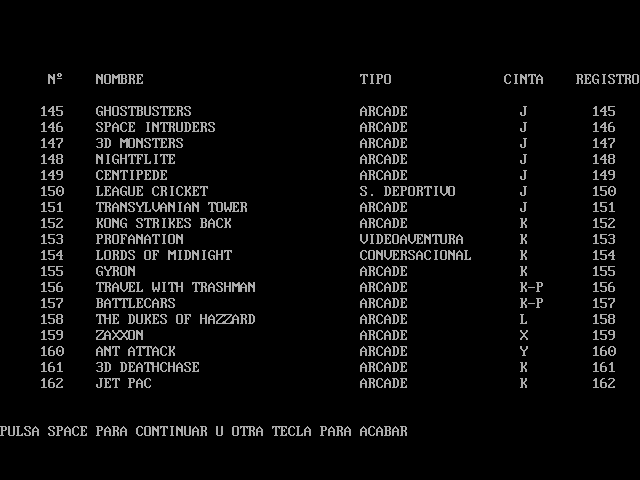 Nº NOMBRE TIPO CINTA REGISTRO
145 GHOSTBUSTERS ARCADE J 145
146 SPACE INTRUDERS ARCADE J 146
147 3D MONSTERS ARCADE J 147
148 NIGHTFLITE ARCADE J 148
149 CENTIPEDE ARCADE J 149
150 LEAGUE CRICKET S. DEPORTIVO J 150
151 TRANSYLVANIAN TOWER ARCADE J 151
152 KONG STRIKES BACK ARCADE K 152
153 PROFANATION VIDEOAVENTURA K 153
154 LORDS OF MIDNIGHT CONVERSACIONAL K 154
155 GYRON ARCADE K 155
156 TRAVEL WITH TRASHMAN ARCADE K-P 156
157 BATTLECARS ARCADE K-P 157
158 THE DUKES OF HAZZARD ARCADE L 158
159 ZAXXON ARCADE X 159
160 ANT ATTACK ARCADE Y 160
161 3D DEATHCHASE ARCADE K 161
162 JET PAC ARCADE K 162
PULSA SPACE PARA CONTINUAR U OTRA TECLA PARA ACABAR